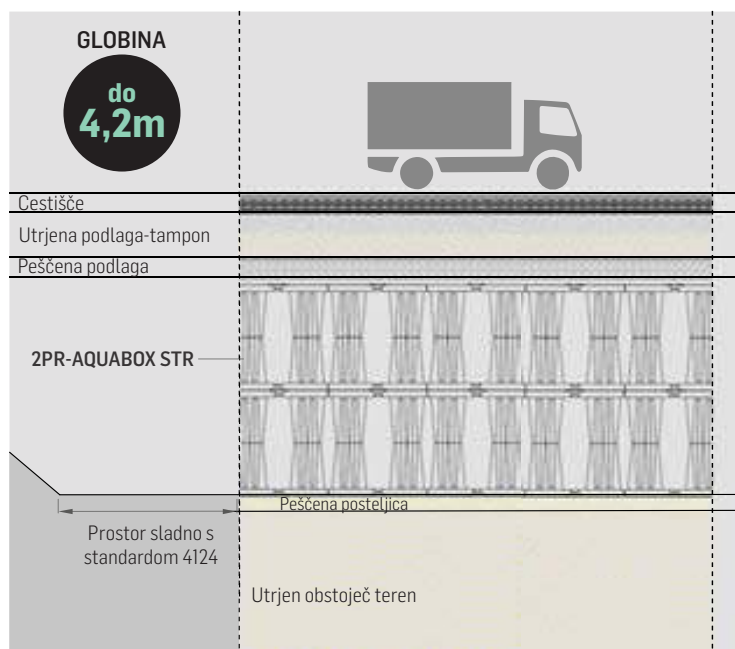 GLOBINA
do
4,2m
Cestišče
Utrjena podlaga-tampon
Peščena podlaga
2PR-AQUABOX STR
Peščena posteljica
Prostor sladno s
standardom 4124
Utrjen obstoječ teren